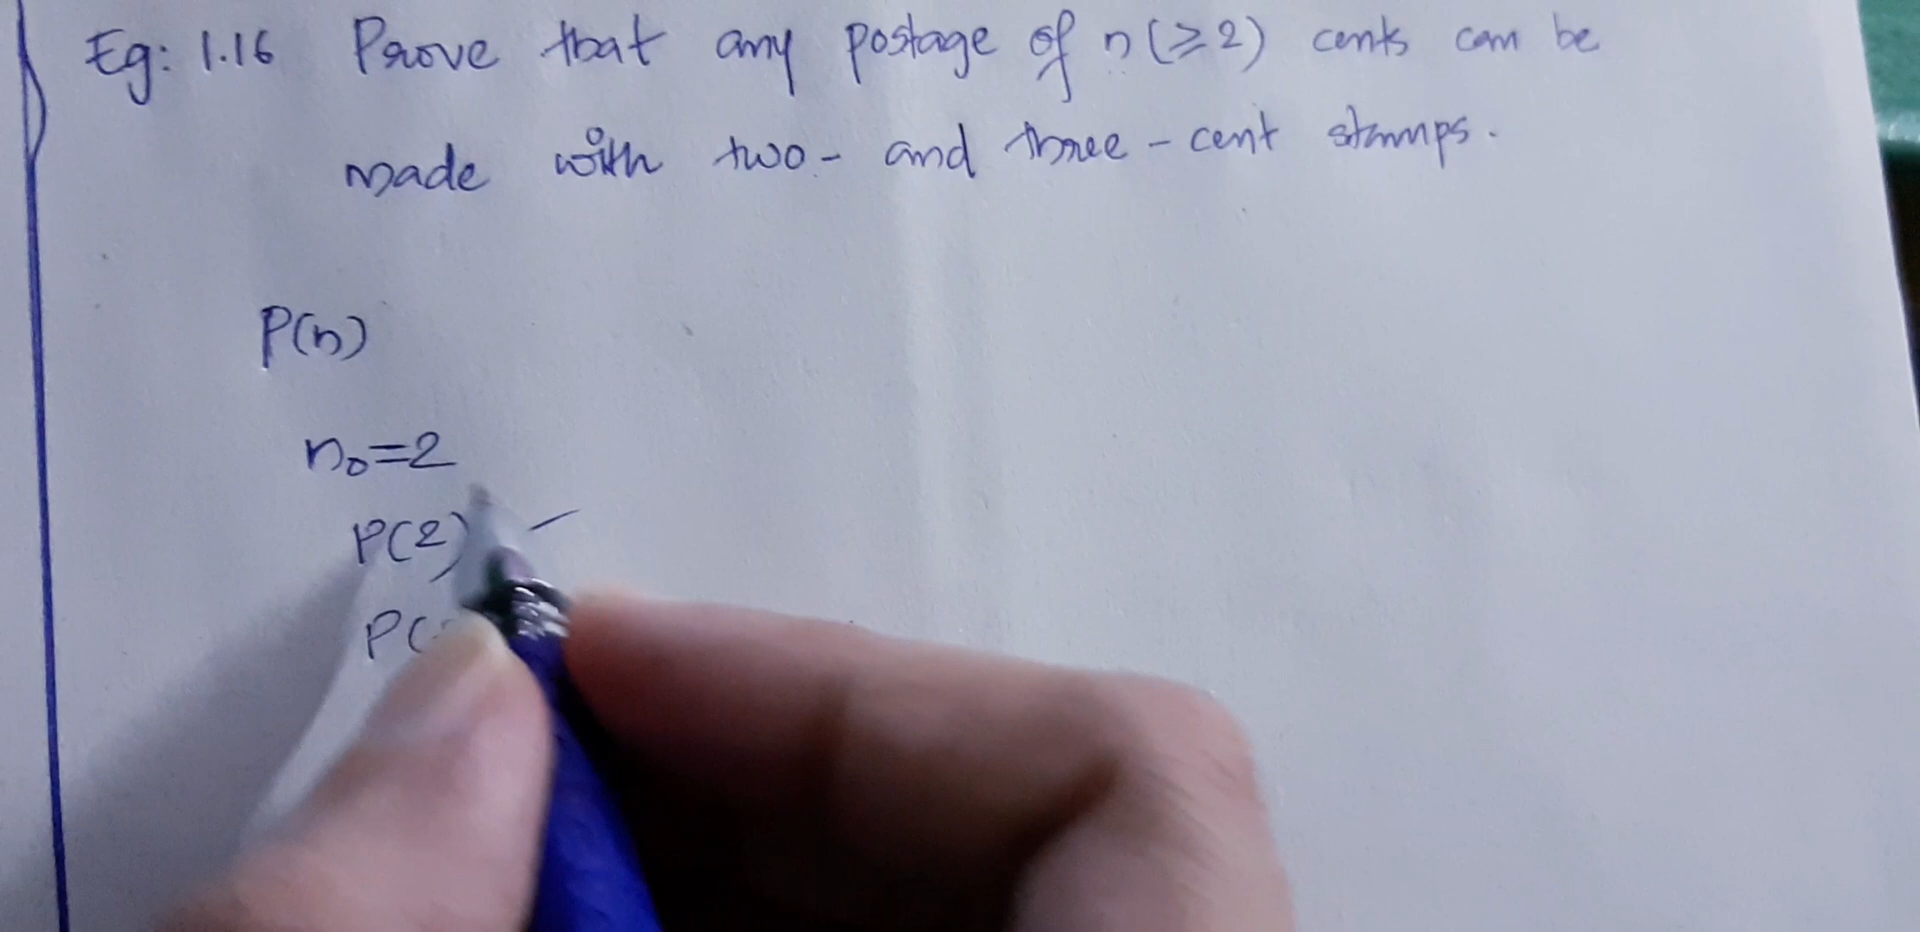 Eg: 1.16 Prove that any postage of n (≥2) cents can be
made with two- and three-cent stamps.
P(n)
n₀=2
P(2)
P(